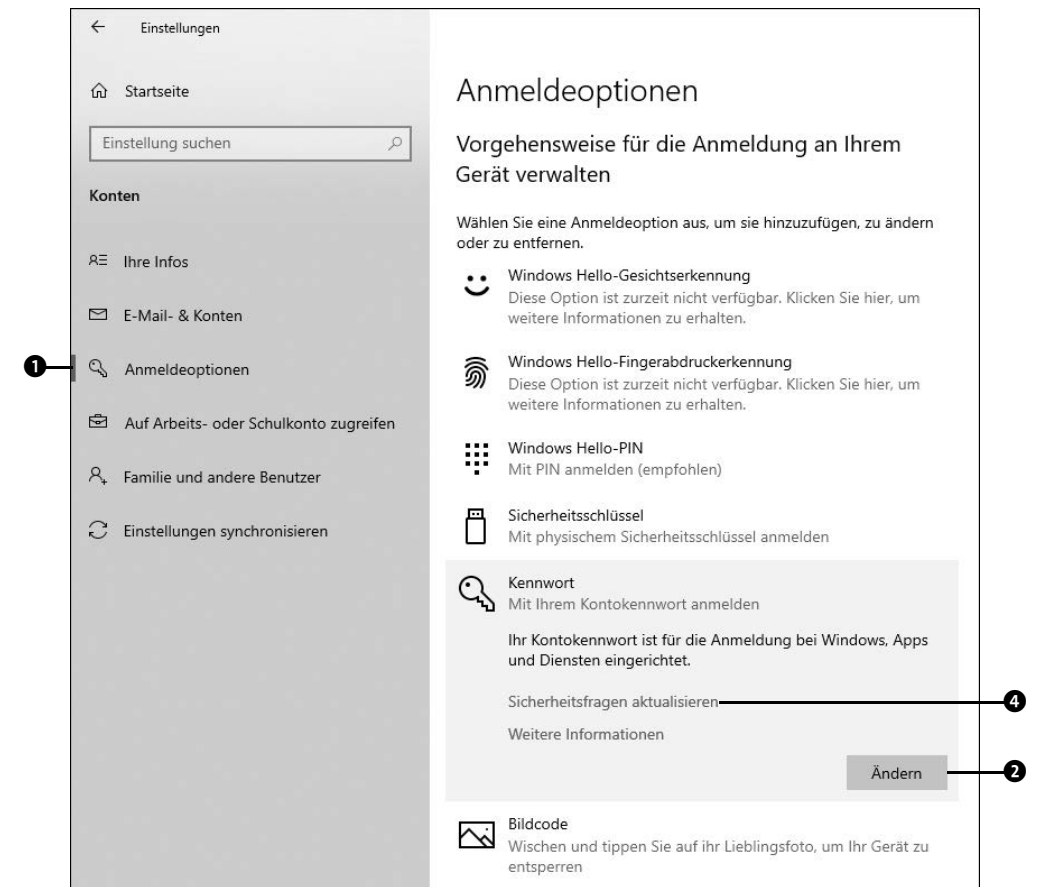 Einstellungen
Startseite
Einstellung suchen
Konten
Ihre Infos
E-Mail- & Konten
1
Anmeldeoptionen
Auf Arbeits- oder Schulkonto zugreifen
Familie und andere Benutzer
Einstellungen synchronisieren
Anmeldeoptionen
Vorgehensweise für die Anmeldung an Ihrem
Gerät verwalten
Wählen Sie eine Anmeldeoption aus, um sie hinzuzufügen, zu ändern
oder zu entfernen.
Windows Hello-Gesichtserkennung
Diese Option ist zurzeit nicht verfügbar. Klicken Sie hier, um
weitere Informationen zu erhalten.
Windows Hello-Fingerabdruckerkennung
Diese Option ist zurzeit nicht verfügbar. Klicken Sie hier, um
weitere Informationen zu erhalten.
Windows Hello-PIN
Mit PIN anmelden (empfohlen)
Sicherheitsschlüssel
Mit physischem Sicherheitsschlüssel anmelden
Kennwort
Mit Ihrem Kontokennwort anmelden
Ihr Kontokennwort ist für die Anmeldung bei Windows, Apps
und Diensten eingerichtet.
Sicherheitsfragen aktualisieren
4
Weitere Informationen
Ändern
2
Bildcode
Wischen und tippen Sie auf ihr Lieblingsfoto, um Ihr Gerät zu
entsperren